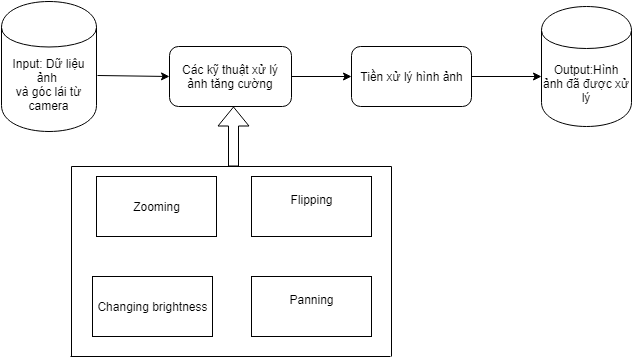 Input: Dữ liệu
ảnh
và góc lái từ
camera
Các kỹ thuật xử lý
ảnh tăng cường
Tiền xử lý hình ảnh
Output:Hình
ảnh đã được xử
lý
Zooming
Flipping
Changing brightness
Panning